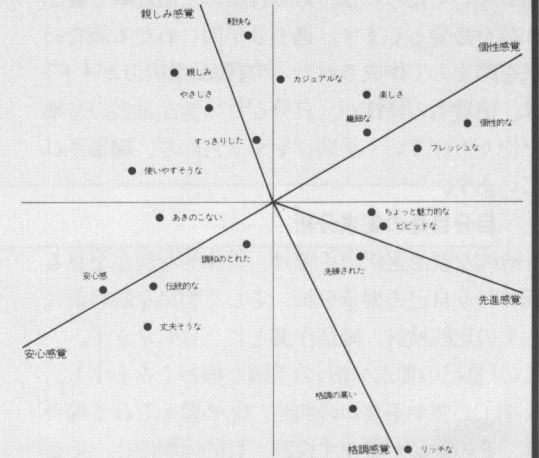 親しみ感覚
軽快な
個性感覚
親しみ
カジュアルな
やさしさ
楽しさ
繊細な
個性的な
すっきりした
フレッシュな
使いやすそうな
あきのこない
ちょっと魅力的な
ビビッドな
調和のとれた
洗練された
安心感
伝統的な
先進感覚
丈夫そうな
安心感覚
格調の高い
格調感覚
リッチな